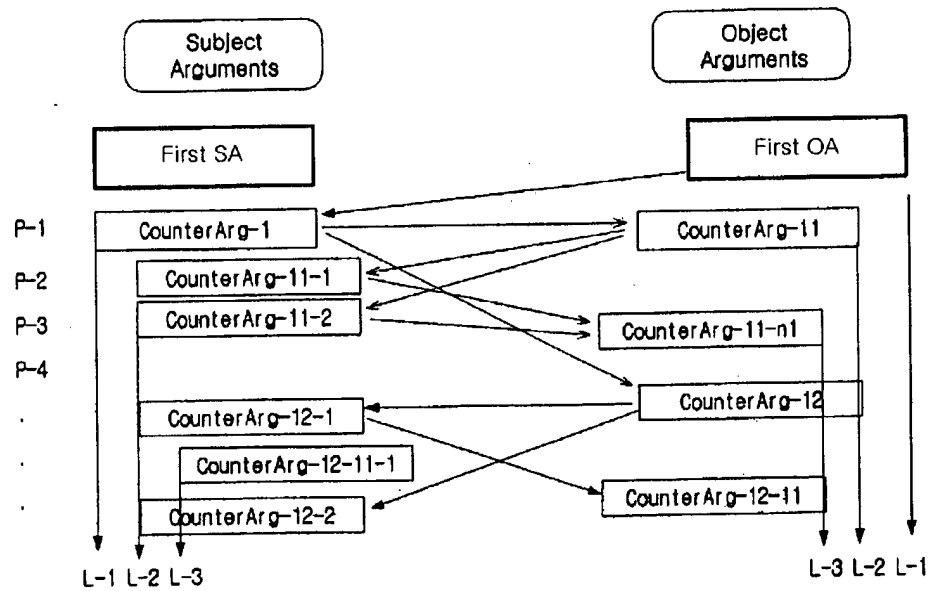 Subject
Arguments
Object
Arguments
First SA
First OA
P-1
CounterArg-1
CounterArg-11
P-2
CounterArg-11-1
P-3
CounterArg-11-2
CounterArg-11-n1
P-4
CounterArg-12
CounterArg-12-1
CounterArg-12-11-1
CounterArg-12-11
CounterArg-12-2
L-1 L-2 L-3
L-3 L-2 L-1